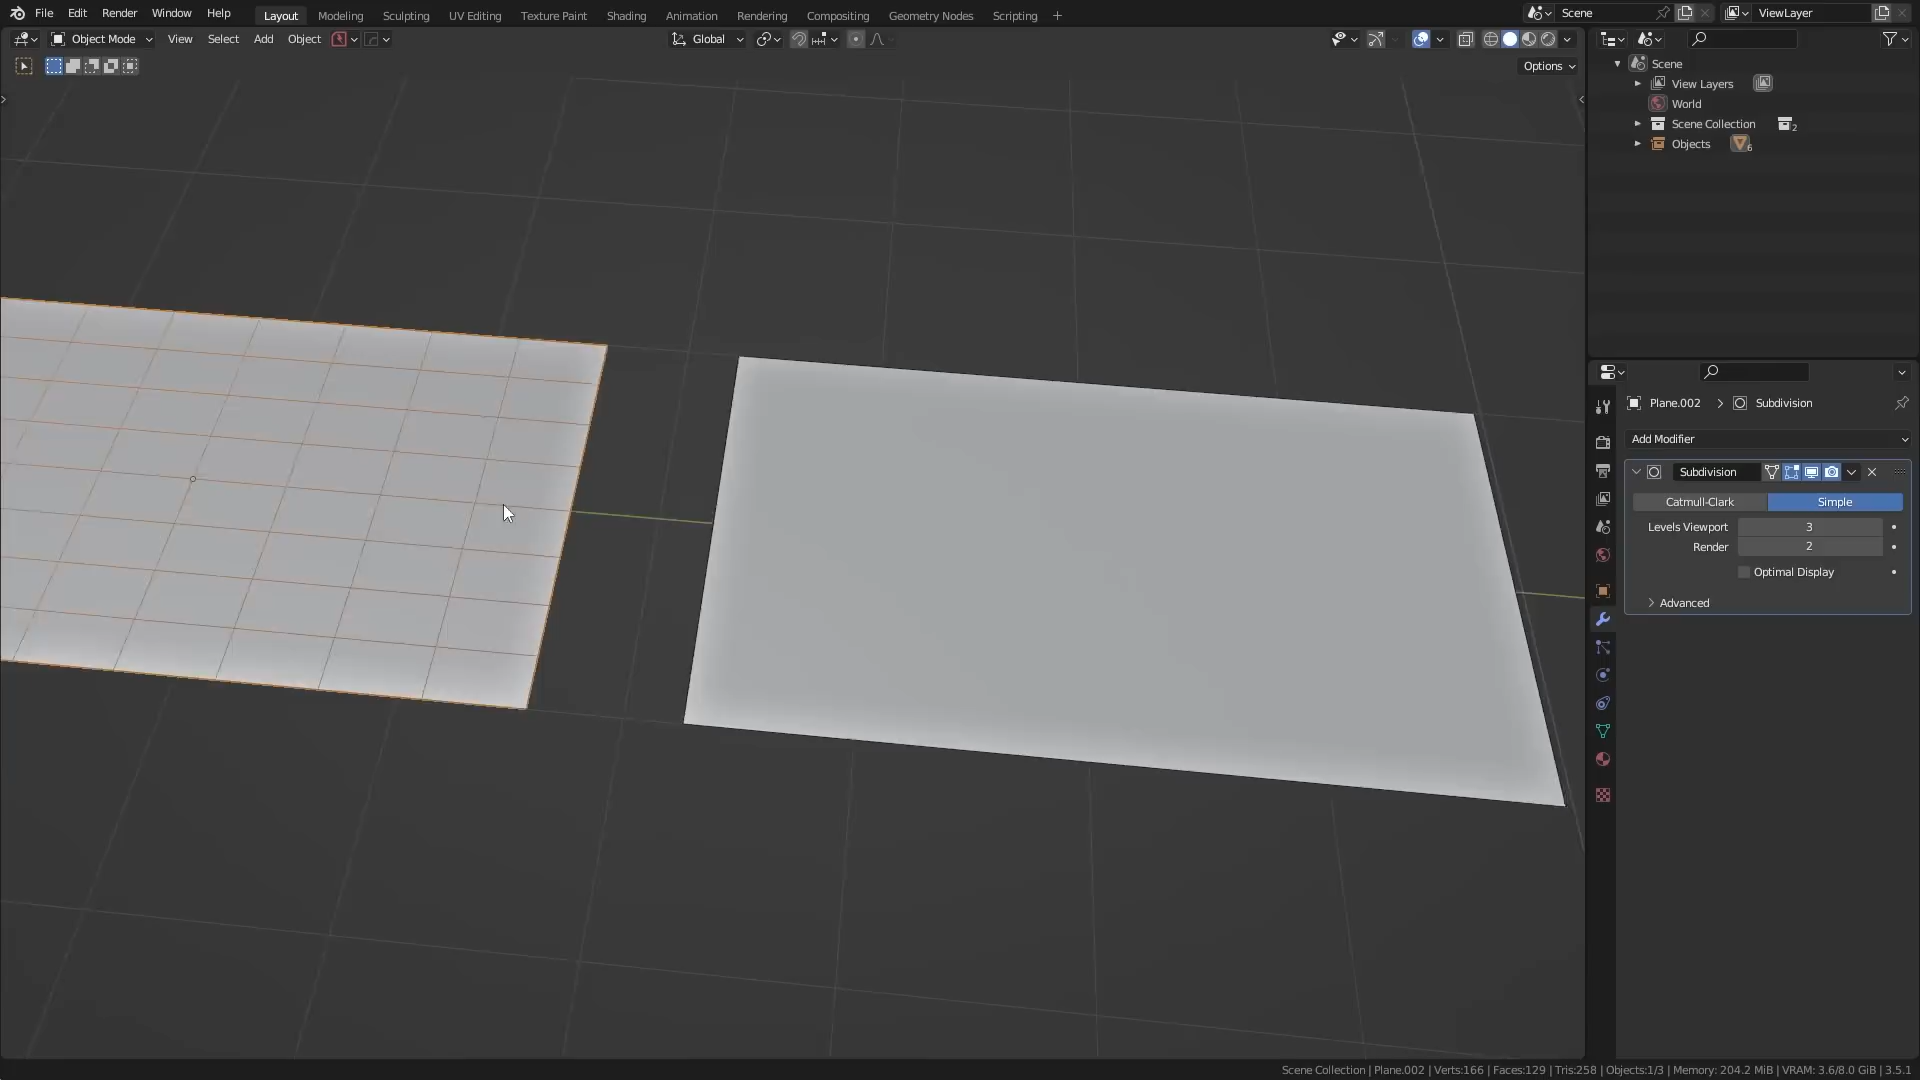 File Edit Render Window Help Layout Modeling Sculpting UV Editing Texture Paint Shading Animation Rendering Compositing Geometry Nodes Scripting + Scene ViewLayer
Object Mode View Select Add Object Global
Options
Scene
View Layers
World
Scene Collection 2
Objects 6
Plane.002 > Subdivision
Add Modifier
Subdivision
Catmull-Clark Simple
Levels Viewport 3
Render 2
Optimal Display
Advanced
Scene Collection | Plane.002 | Verts:166 | Faces:129 | Tris:258 | Objects:1/3 | Memory: 204.2 MiB | VRAM: 3.6/8.0 GiB | 3.5.1